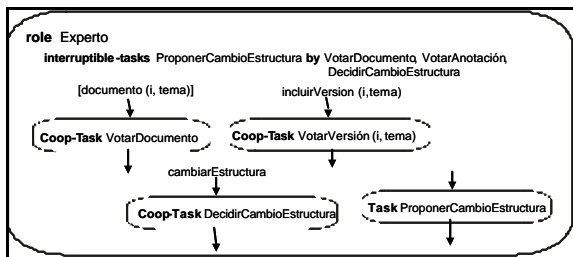 role Experto
interruptible-tasks ProponerCambioEstructura by VotarDocumento, VotarAnotación,
DecidirCambioEstructura
[documento (i, tema)]
incluirVersion (i,tema)
Coop-Task VotarDocumento
Coop-Task VotarVersión (i, tema)
cambiarEstructura
Coop-Task DecidirCambioEstructura
Task ProponerCambioEstructura